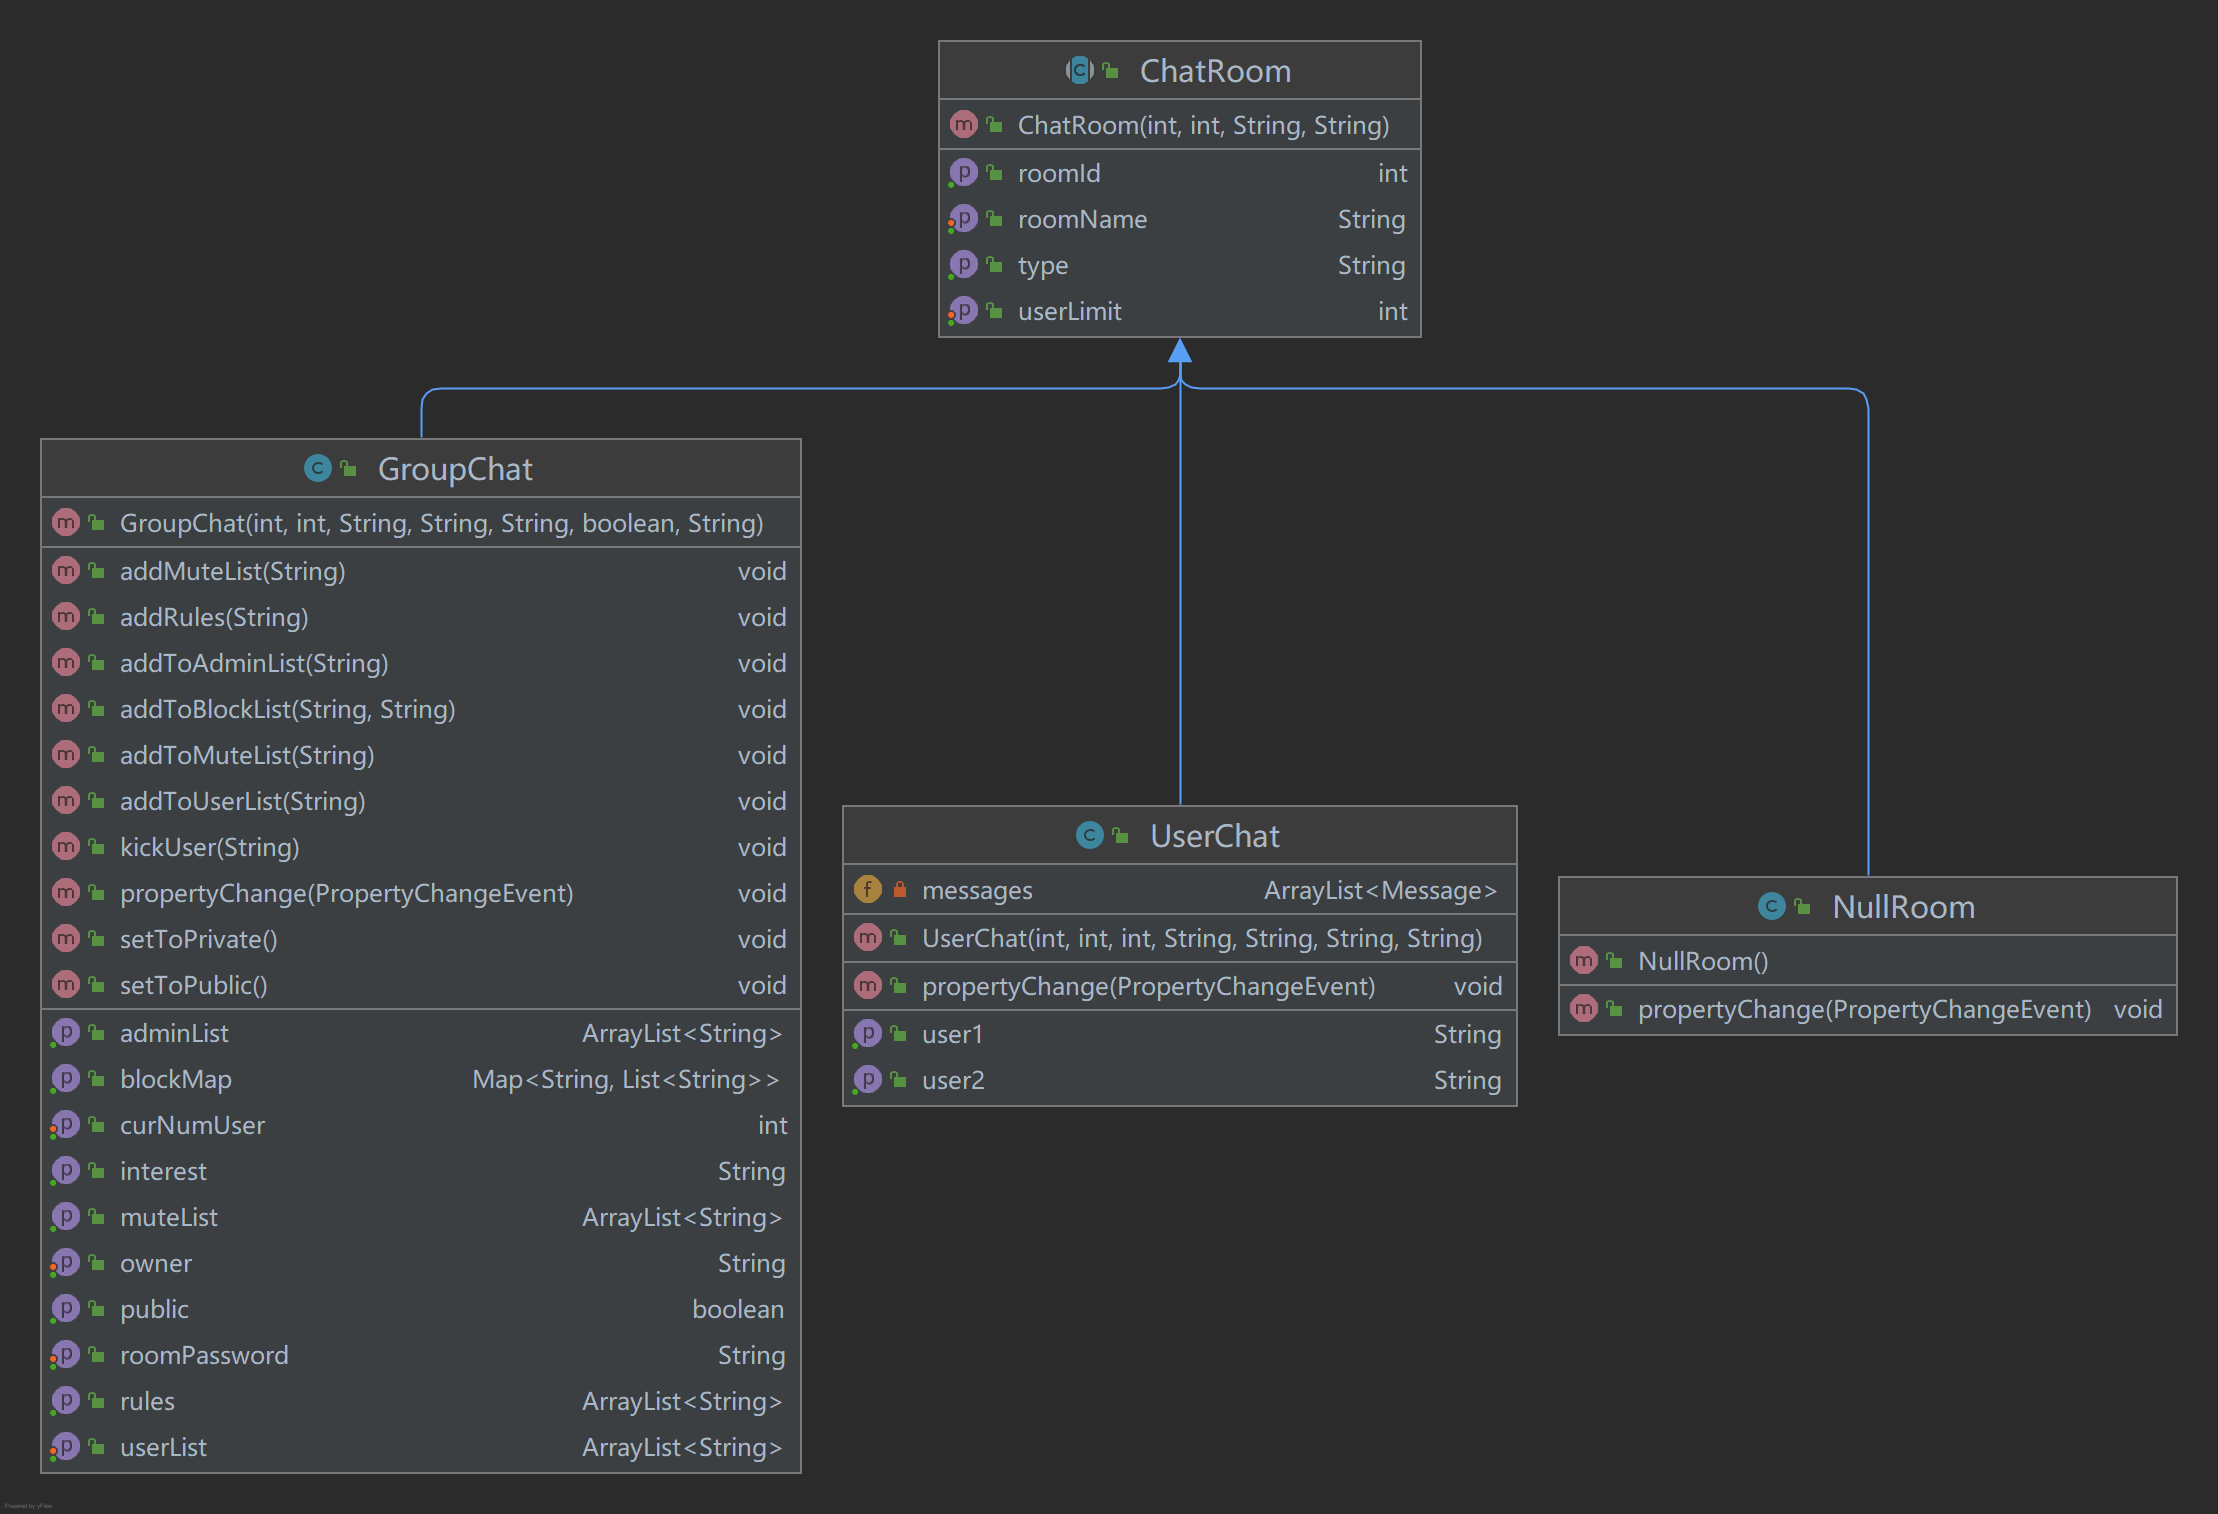 ChatRoom
ChatRoom(int, int, String, String)
roomId int
roomName String
type String
userLimit int
GroupChat
GroupChat(int, int, String, String, String, boolean, String)
addMuteList(String) void
addRules(String) void
addToAdminList(String) void
addToBlockList(String, String) void
addToMuteList(String) void
addToUserList(String) void
kickUser(String) void
propertyChange(PropertyChangeEvent) void
setToPrivate() void
setToPublic() void
adminList ArrayList<String>
blockMap Map<String, List<String>>
curNumUser int
interest String
muteList ArrayList<String>
owner String
public boolean
roomPassword String
rules ArrayList<String>
userList ArrayList<String>
UserChat
messages ArrayList<Message>
UserChat(int, int, int, String, String, String, String)
propertyChange(PropertyChangeEvent) void
user1 String
user2 String
NullRoom
NullRoom()
propertyChange(PropertyChangeEvent) void
Powered by yFiles